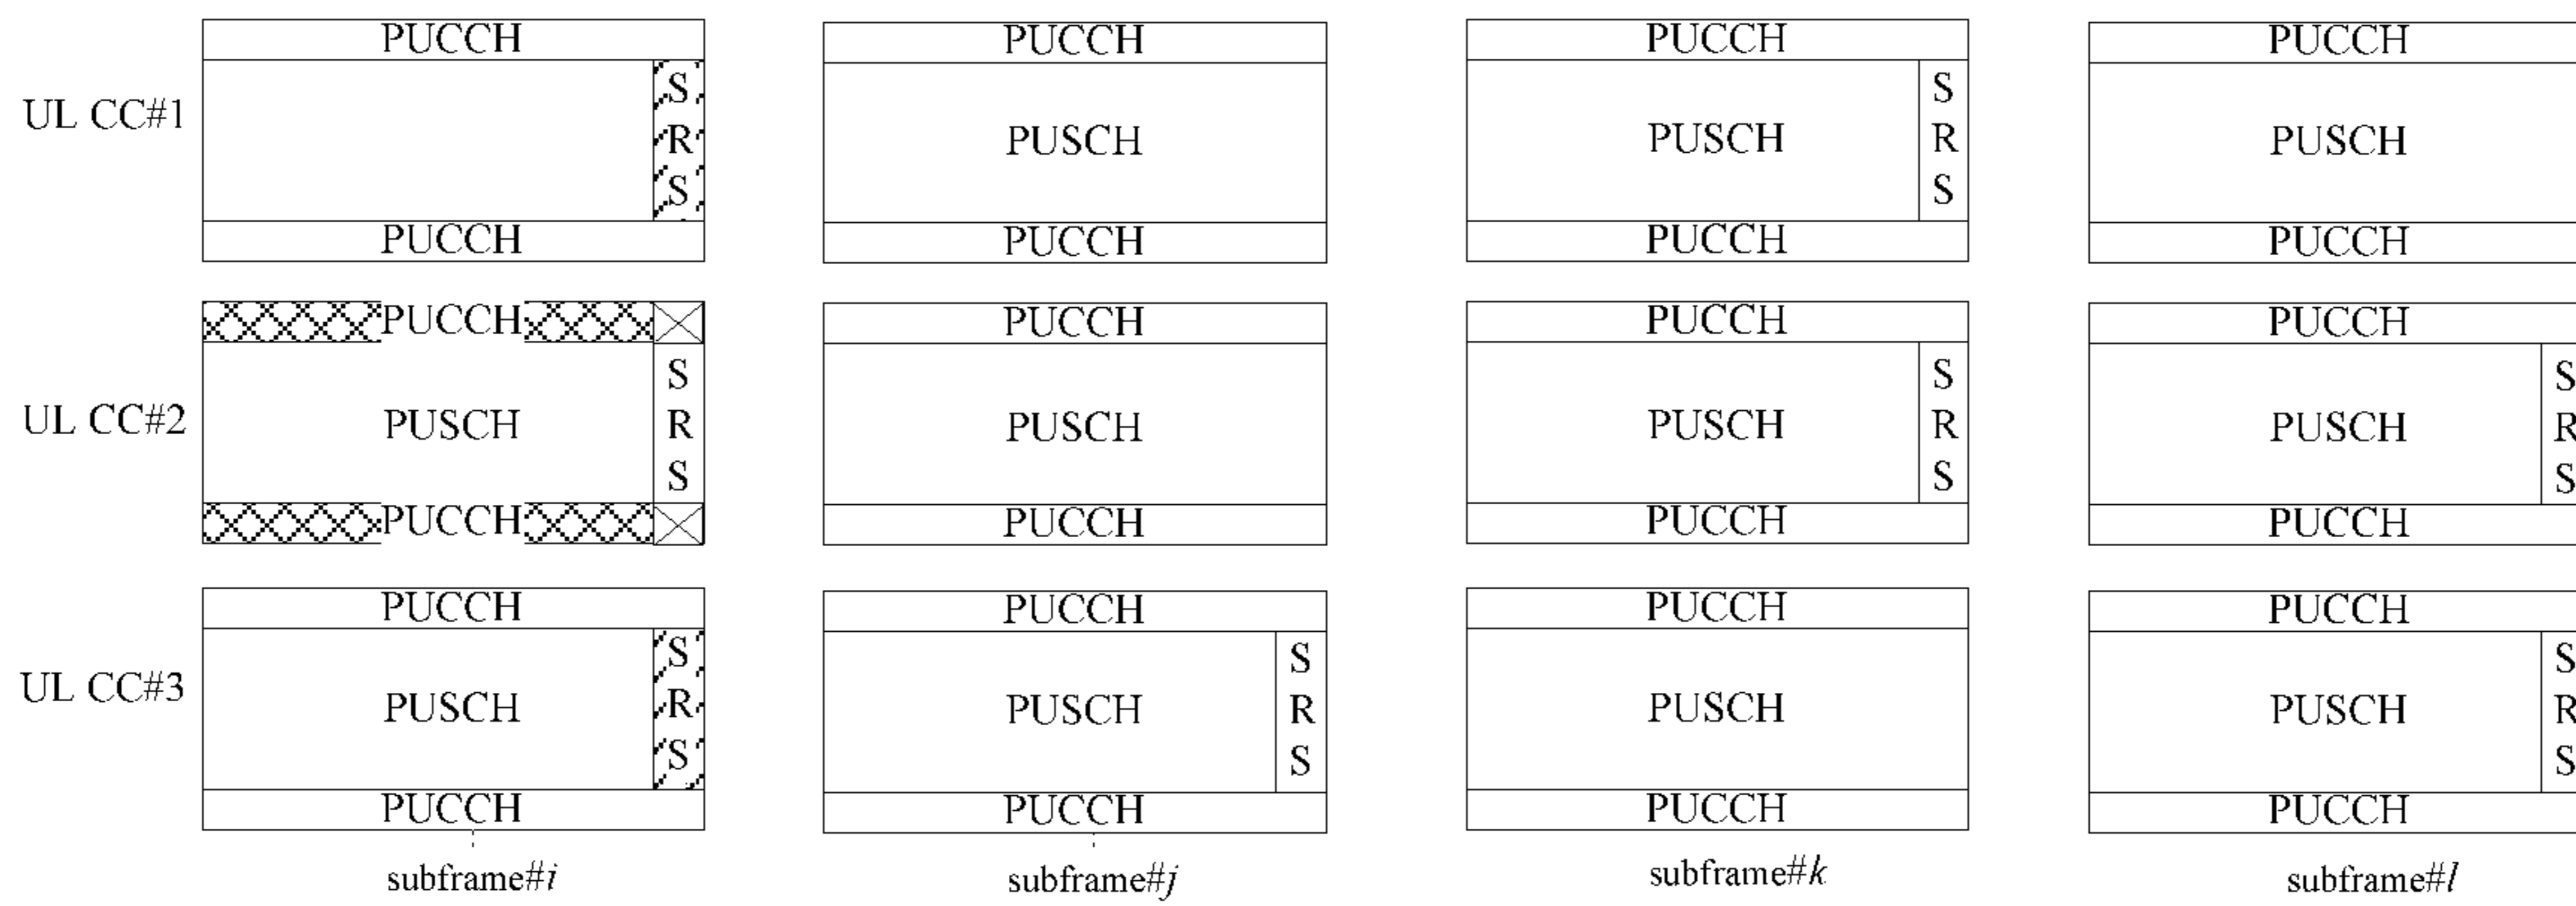 PUCCH PUCCH PUCCH PUCCH
UL CC#1 S R S PUSCH PUSCH S R S PUSCH
PUCCH PUCCH PUCCH PUCCH
PUCCH PUCCH PUCCH PUCCH
UL CC#2 PUSCH S R S PUSCH PUSCH S R S PUSCH S R S
PUCCH PUCCH PUCCH PUCCH
PUCCH PUCCH PUCCH PUCCH
UL CC#3 PUSCH S R S PUSCH S R S PUSCH PUSCH S R S
PUCCH PUCCH PUCCH PUCCH
subframe#i subframe#j subframe#k subframe#l